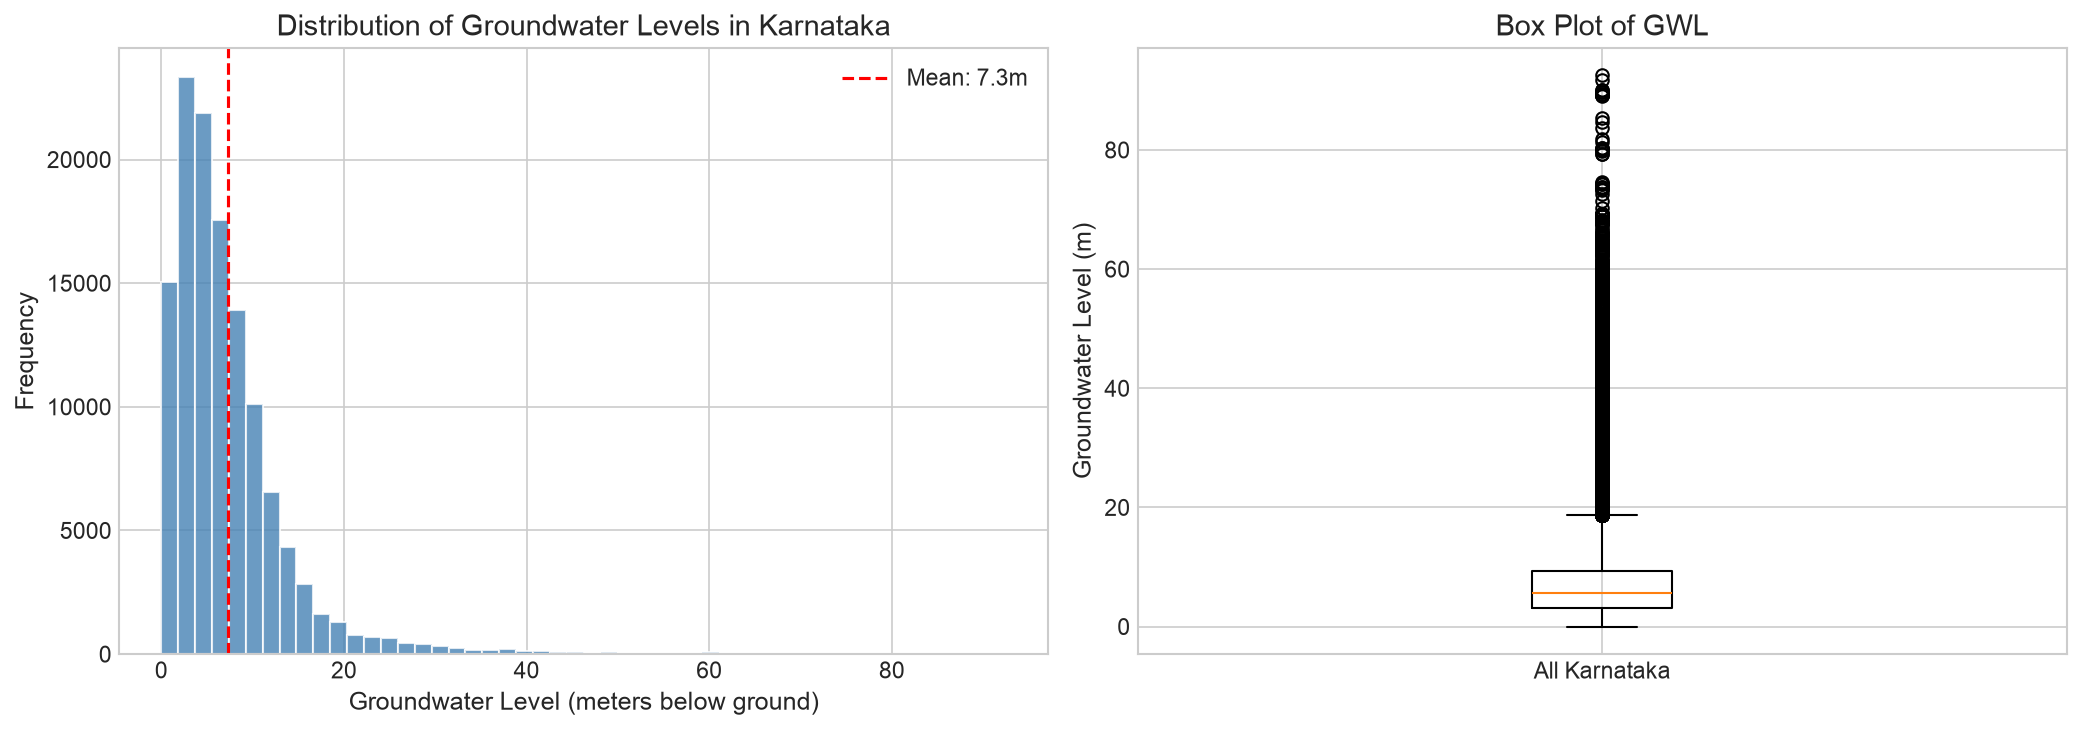 Distribution of Groundwater Levels in Karnataka
Mean: 7.3m
Frequency
20000
15000
10000
5000
0
0 20 40 60 80
Groundwater Level (meters below ground)
Box Plot of GWL
Groundwater Level (m)
80
60
40
20
0
All Karnataka